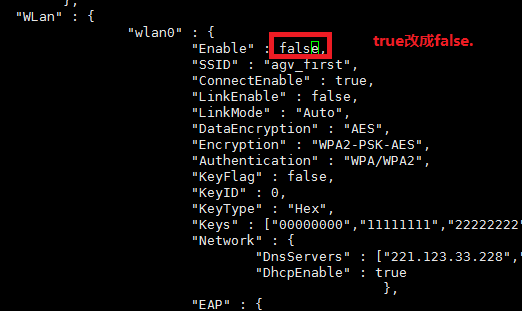 },
"WLan" : {
"wlan0" : {
"Enable" : false,
true改成false.
"SSID" : "agv_first",
"ConnectEnable" : true,
"LinkEnable" : false,
"LinkMode" : "Auto",
"DataEncryption" : "AES",
"Encryption" : "WPA2-PSK-AES",
"Authentication" : "WPA/WPA2",
"KeyFlag" : false,
"KeyID" : 0,
"KeyType" : "Hex",
"Keys" : ["00000000","11111111","22222222"
"Network" : {
"DnsServers" : ["221.123.33.228","
"DhcpEnable" : true
},
"EAP" : {